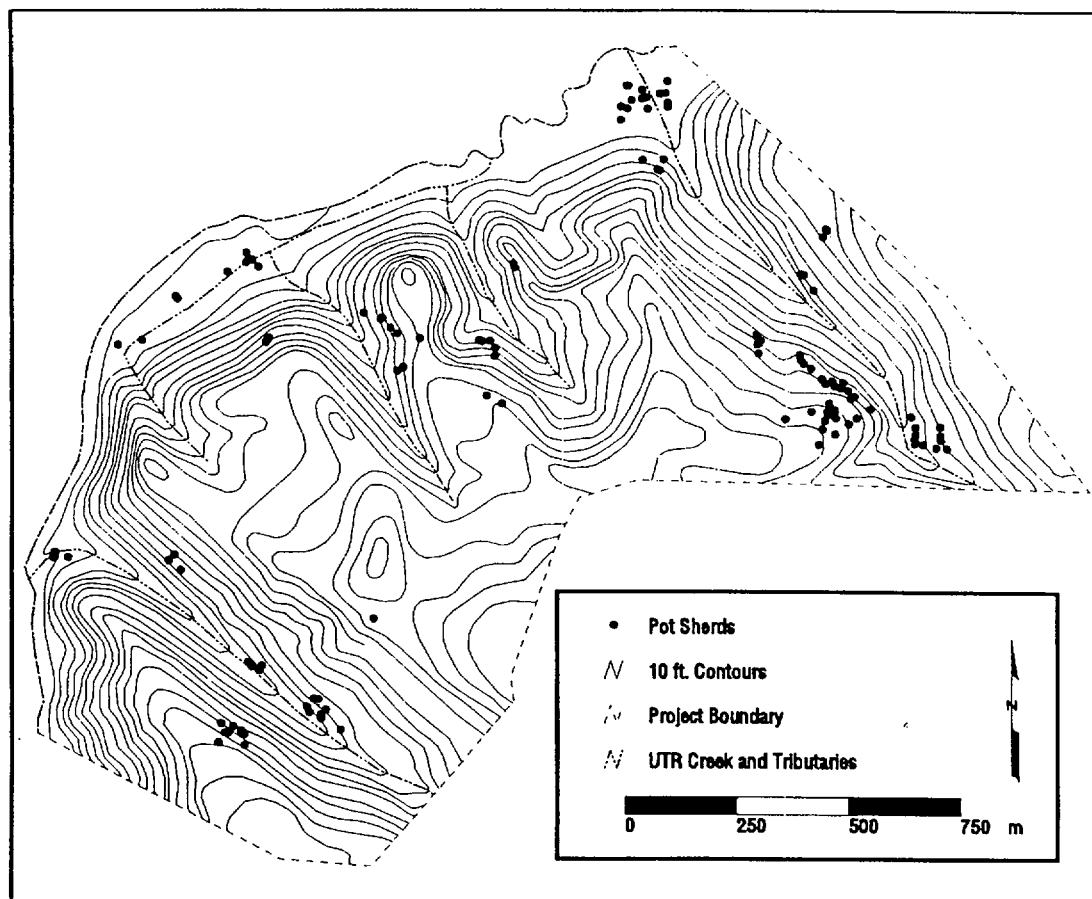 Pot Sherds
10 ft. Contours
Project Boundary
UTR Creek and Tributaries
N
0 250 500 750 m